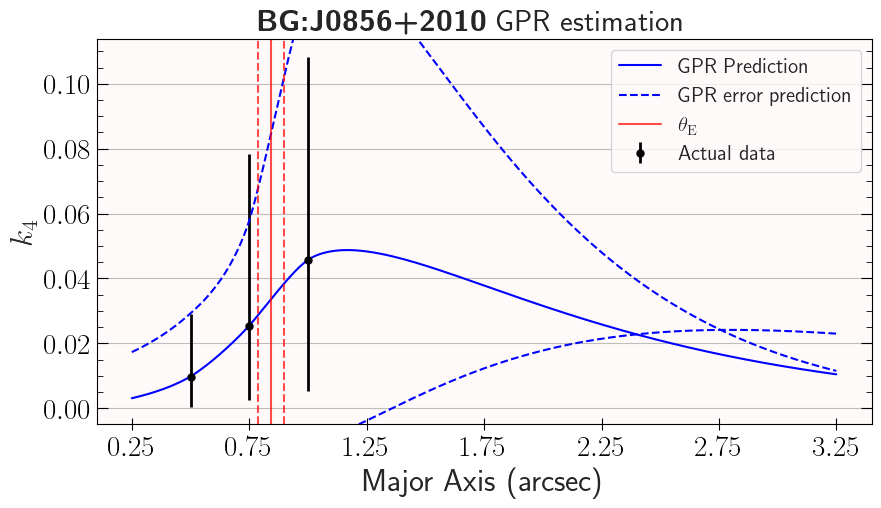 BG:J0856+2010 GPR estimation
GPR Prediction
GPR error prediction
θ_E
Actual data
k_4
0.10
0.08
0.06
0.04
0.02
0.00
0.25 0.75 1.25 1.75 2.25 2.75 3.25
Major Axis (arcsec)